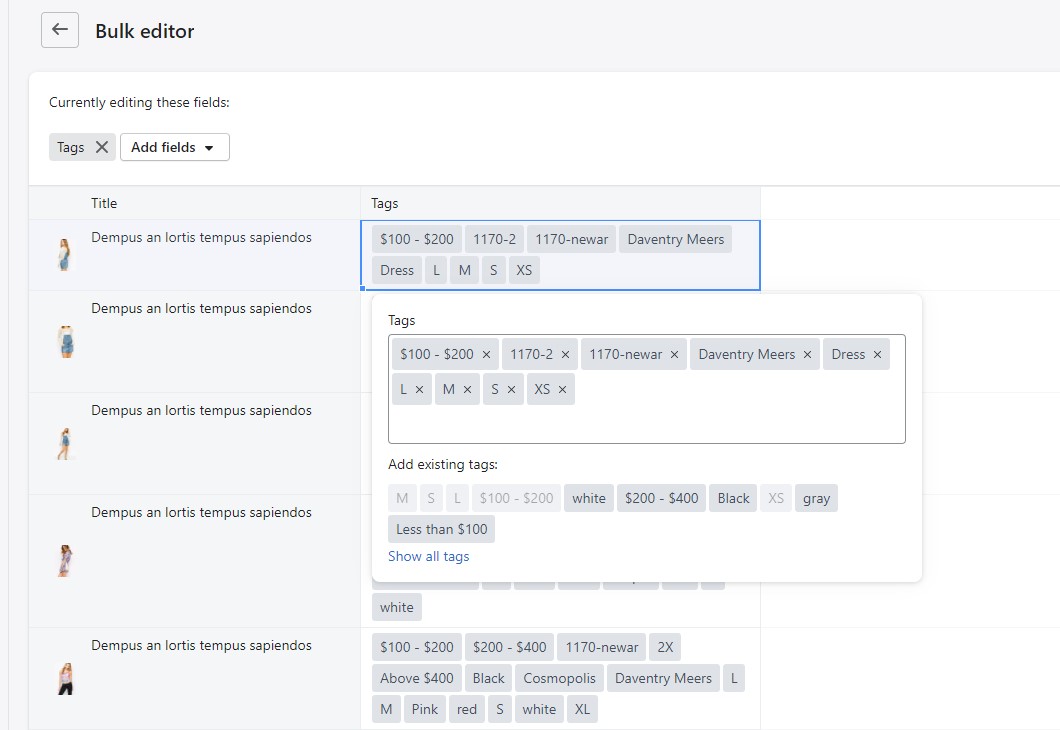 Bulk editor
Currently editing these fields:
Tags Add fields
Title Tags
Dempus an lortis tempus sapiendos
$100 - $200 1170-2 1170-newar Daventry Meers
Dress L M S XS
Dempus an lortis tempus sapiendos
Tags
$100 - $200 × 1170-2 × 1170-newar × Daventry Meers × Dress ×
L × M × S × XS ×
Dempus an lortis tempus sapiendos
Add existing tags:
M S L $100 - $200 white $200 - $400 Black XS gray
Dempus an lortis tempus sapiendos
Less than $100
Show all tags
white
Dempus an lortis tempus sapiendos
$100 - $200 $200 - $400 1170-newar 2X
Above $400 Black Cosmopolis Daventry Meers L
M Pink red S white XL